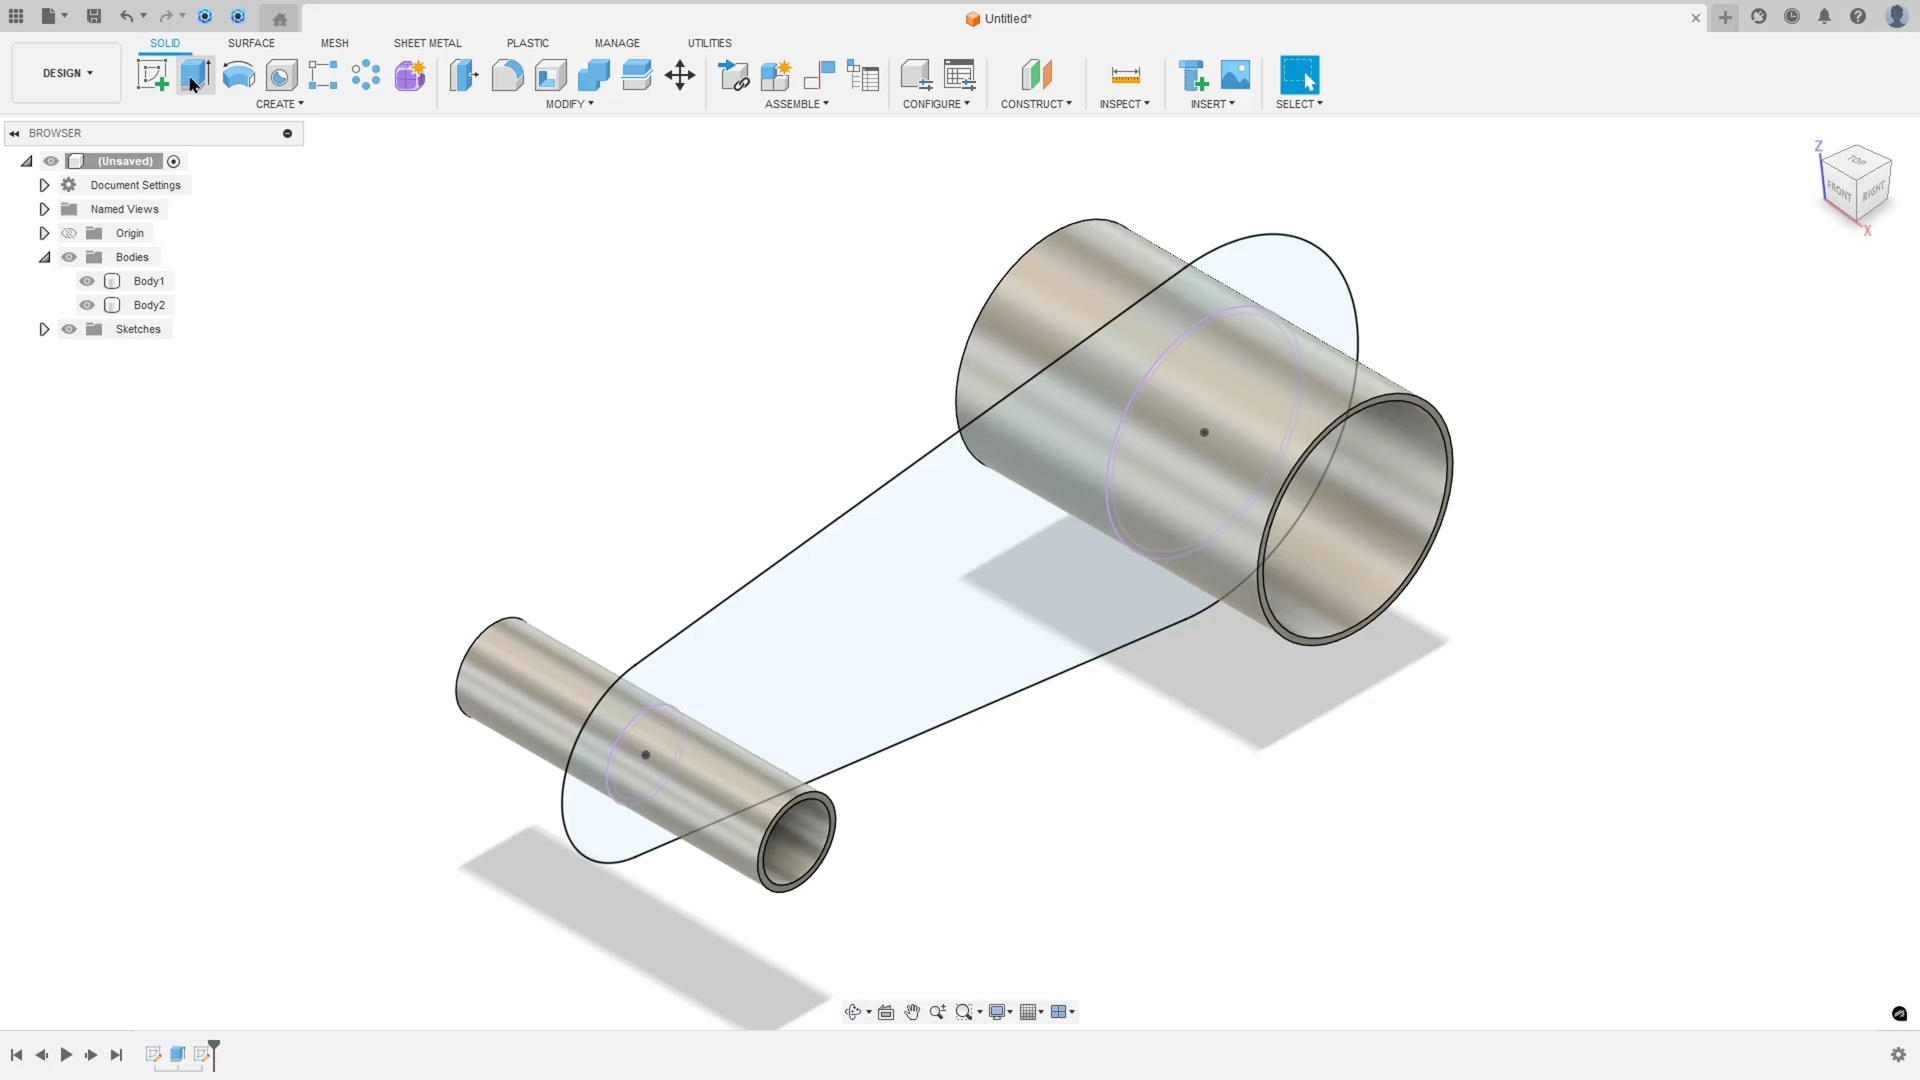 Untitled*
DESIGN
SOLID
SURFACE
MESH
SHEET METAL
PLASTIC
MANAGE
UTILITIES
CREATE
MODIFY
ASSEMBLE
CONFIGURE
CONSTRUCT
INSPECT
INSERT
SELECT
BROWSER
(Unsaved)
Document Settings
Named Views
Origin
Bodies
Body1
Body2
Sketches
Z
TOP
FRONT
RIGHT
X